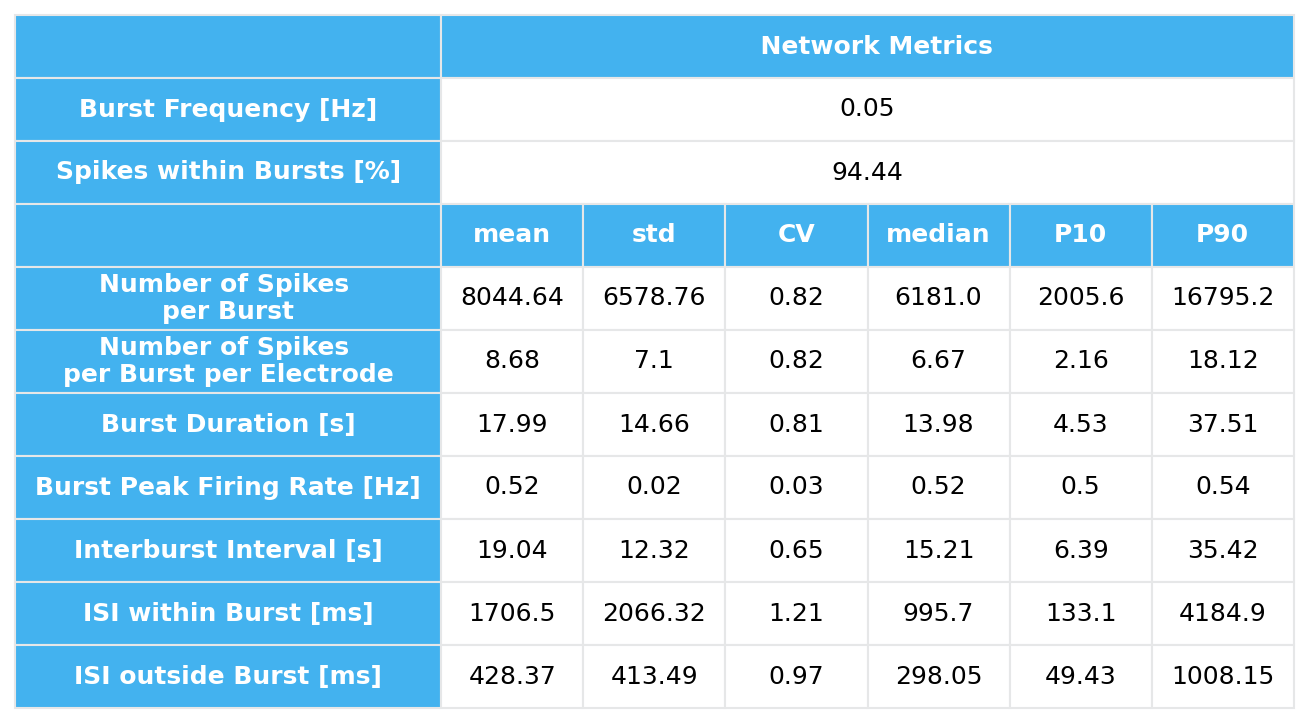 Network Metrics
Burst Frequency [Hz] 0.05
Spikes within Bursts [%] 94.44
mean std CV median P10 P90
Number of Spikes
per Burst 8044.64 6578.76 0.82 6181.0 2005.6 16795.2
Number of Spikes
per Burst per Electrode 8.68 7.1 0.82 6.67 2.16 18.12
Burst Duration [s] 17.99 14.66 0.81 13.98 4.53 37.51
Burst Peak Firing Rate [Hz] 0.52 0.02 0.03 0.52 0.5 0.54
Interburst Interval [s] 19.04 12.32 0.65 15.21 6.39 35.42
ISI within Burst [ms] 1706.5 2066.32 1.21 995.7 133.1 4184.9
ISI outside Burst [ms] 428.37 413.49 0.97 298.05 49.43 1008.15